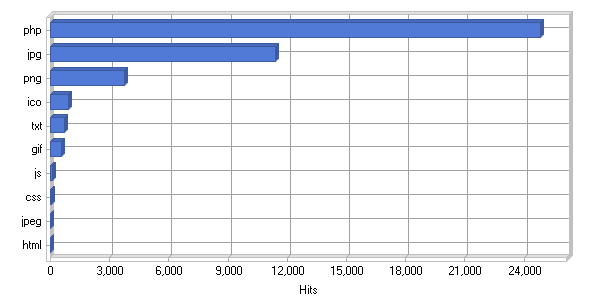 php
jpg
png
ico
txt
gif
js
css
jpeg
html
0 3,000 6,000 9,000 12,000 15,000 18,000 21,000 24,000
Hits